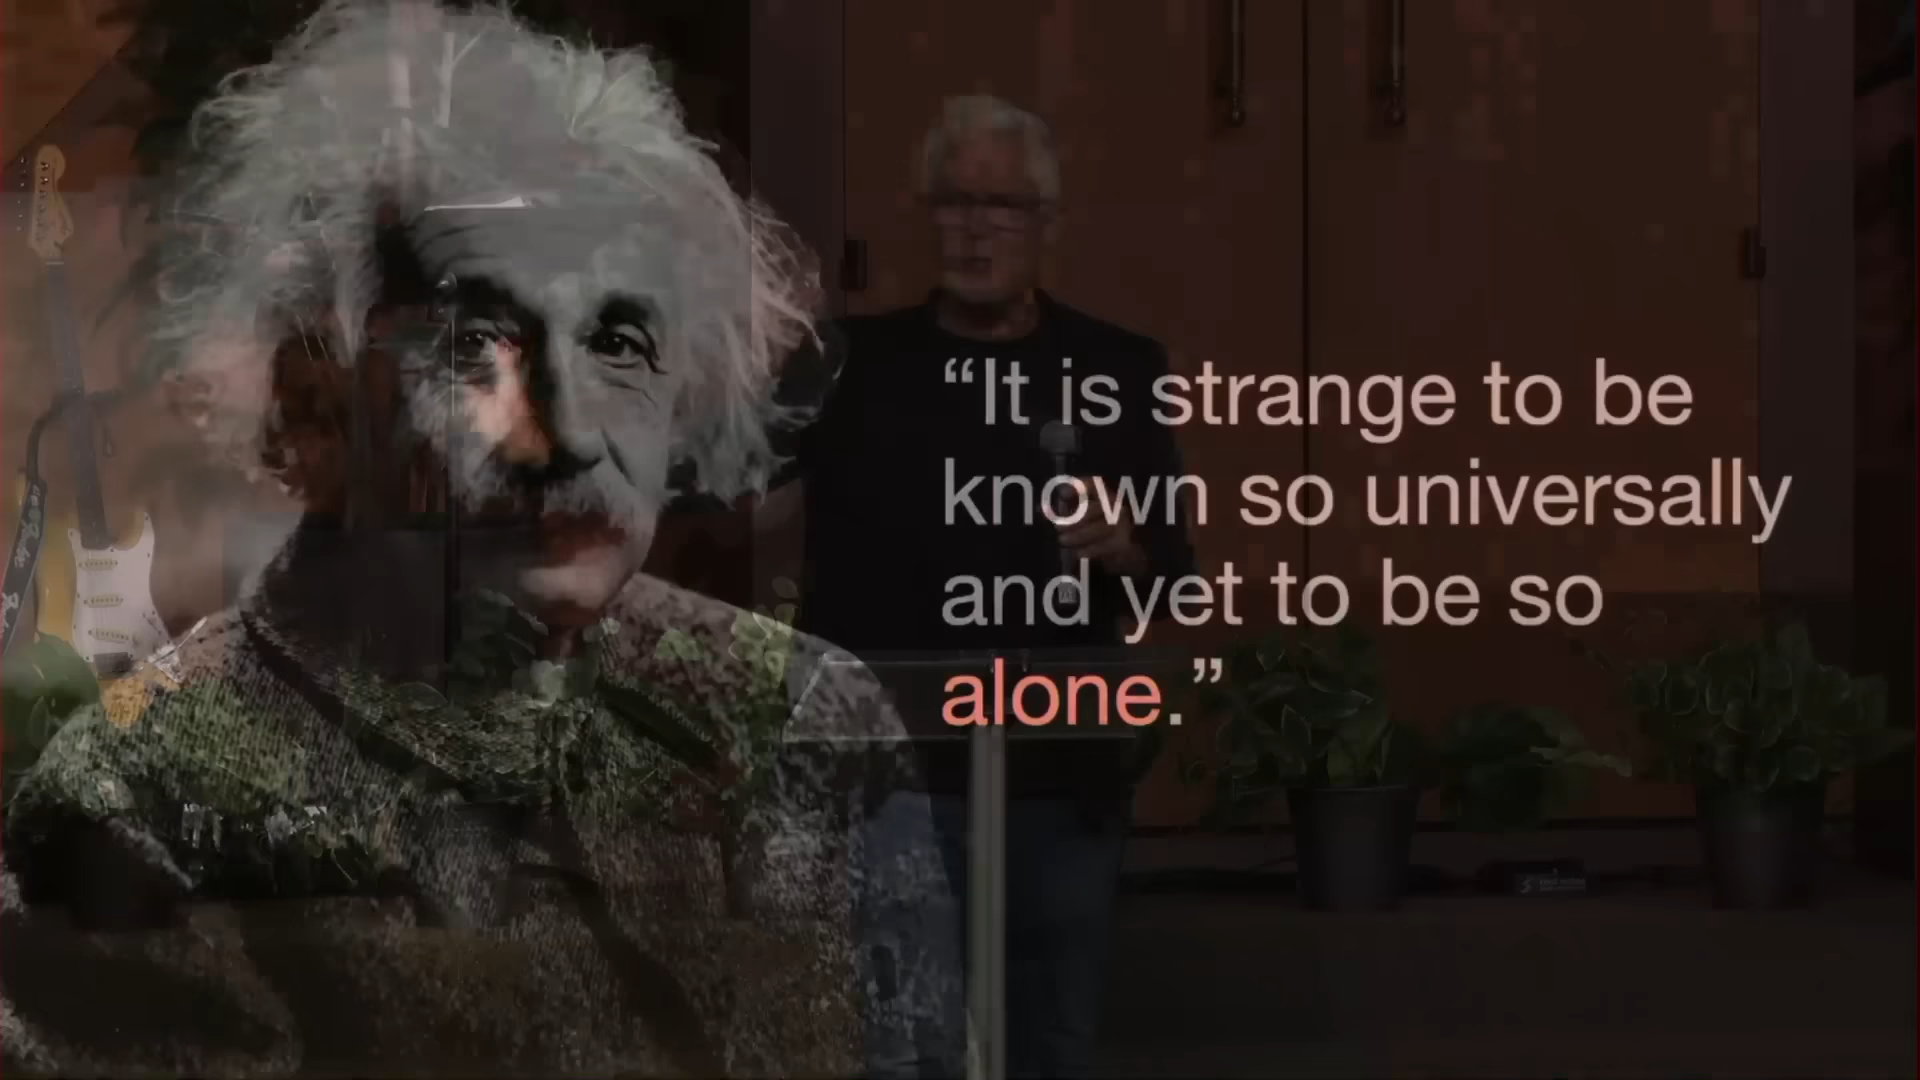 “It is strange to be
known so universally
and yet to be so
alone.”